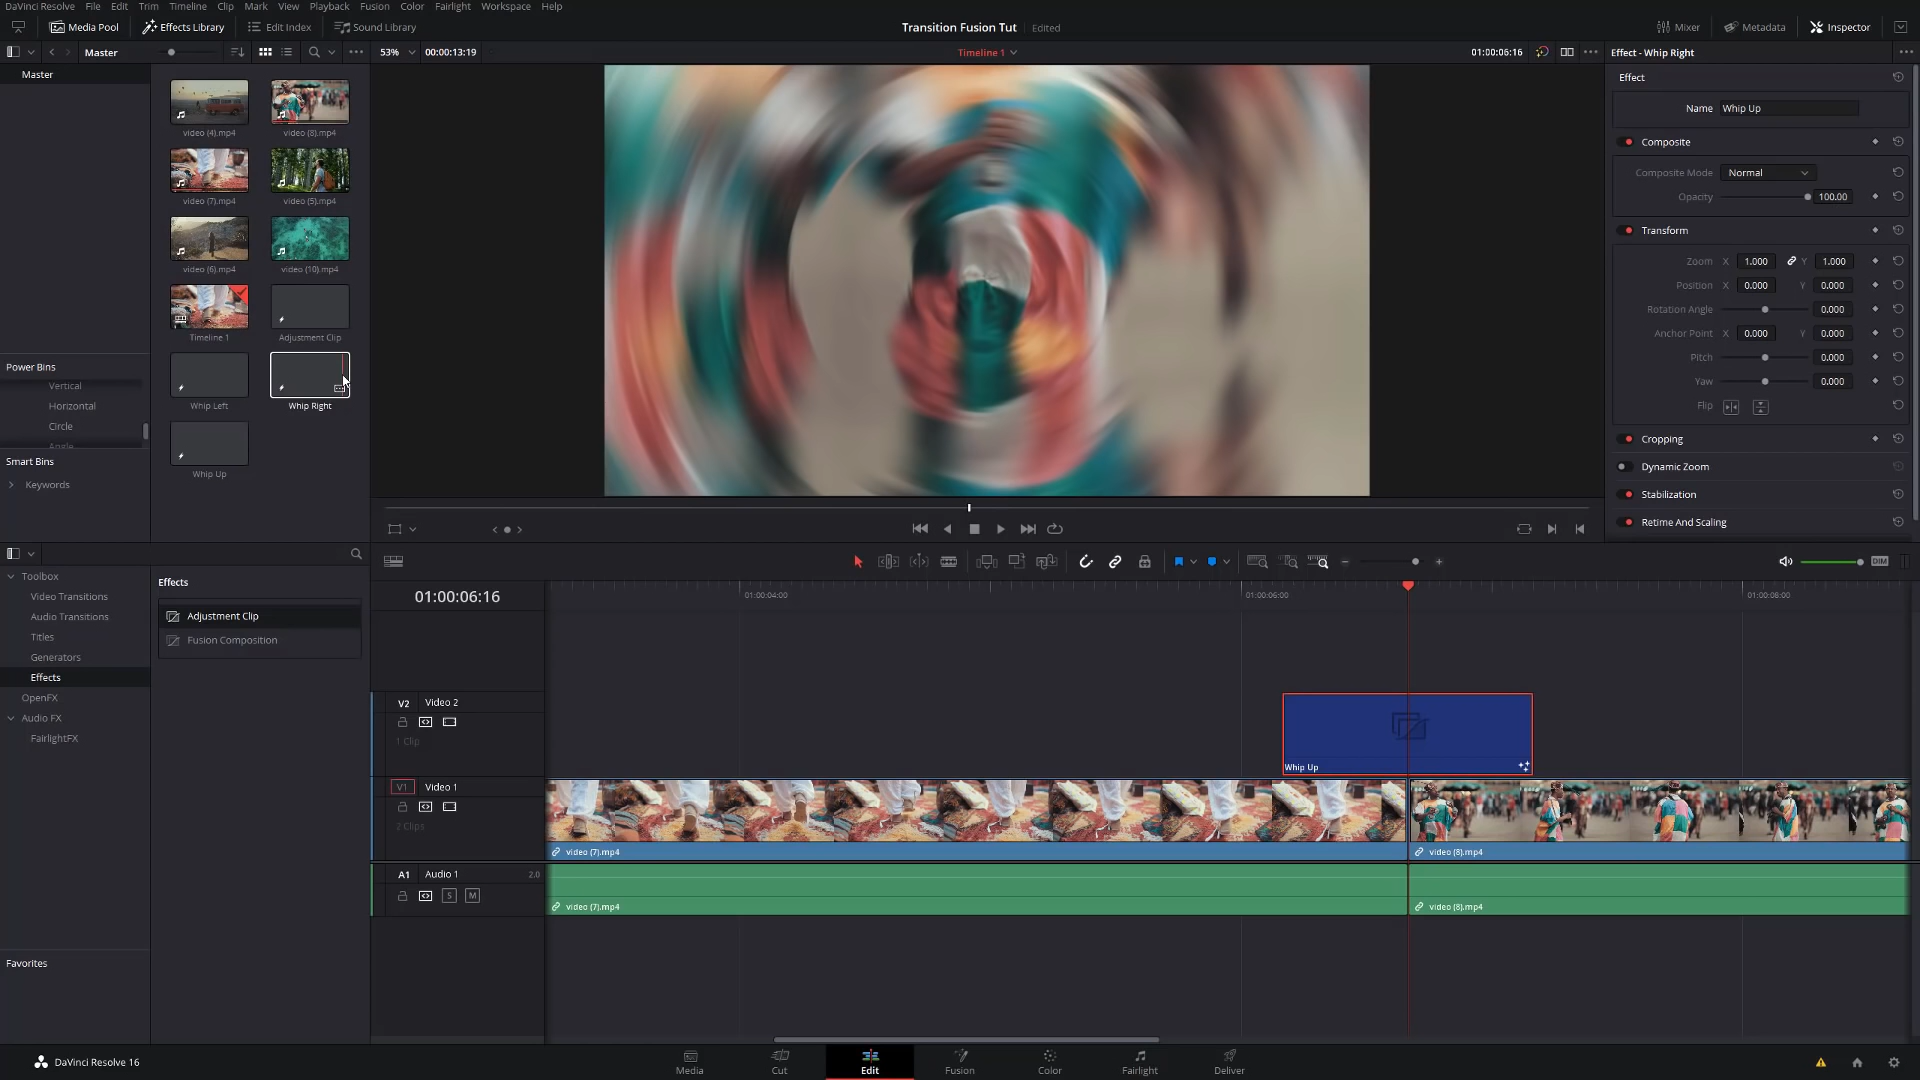 DaVinci Resolve File Edit Trim Timeline Clip Mark View Playback Fusion Color Fairlight Workspace Help
Media Pool Effects Library Edit Index Sound Library Transition Fusion Tut Edited Mixer Metadata Inspector
Master 53% 00:00:13:19 Timeline 1 01:00:06:16 Effect - Whip Right
Master
video (4).mp4 video (8).mp4
video (7).mp4 video (5).mp4
video (6).mp4 video (10).mp4
Timeline 1 Adjustment Clip
Whip Left Whip Right
Whip Up
Power Bins
Vertical
Horizontal
Circle
Angle
Smart Bins
Keywords
Effect
Name Whip Up
Composite
Composite Mode Normal
Opacity 100.00
Transform
Zoom X 1.000 Y 1.000
Position X 0.000 Y 0.000
Rotation Angle 0.000
Anchor Point X 0.000 Y 0.000
Pitch 0.000
Yaw 0.000
Flip
Cropping
Dynamic Zoom
Stabilization
Retime And Scaling
Toolbox
Video Transitions
Audio Transitions
Titles
Generators
Effects
OpenFX
Audio FX
FairlightFX
Favorites
Effects
Adjustment Clip
Fusion Composition
DIM
01:00:06:16 01:00:04:00 01:00:06:00 01:00:08:00
V2 Video 2
1 Clip
Whip Up
V1 Video 1
2 Clips
video (7).mp4 video (8).mp4
A1 Audio 1 2.0
S M
video (7).mp4 video (8).mp4
DaVinci Resolve 16 Media Cut Edit Fusion Color Fairlight Deliver